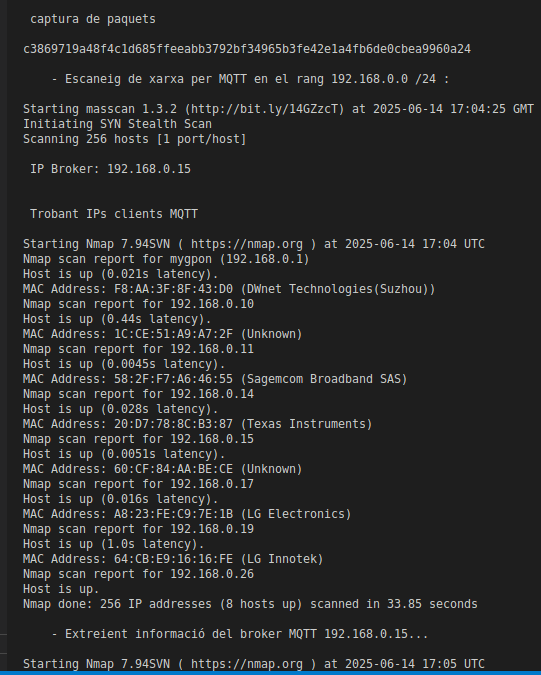 captura de paquets
c3869719a48f4c1d685ffeeabb3792bf34965b3fe42e1a4fb6de0cbea9960a24
- Escaneig de xarxa per MQTT en el rang 192.168.0.0 /24 :
Starting masscan 1.3.2 (http://bit.ly/14GZzcT) at 2025-06-14 17:04:25 GMT
Initiating SYN Stealth Scan
Scanning 256 hosts [1 port/host]
IP Broker: 192.168.0.15
Trobant IPs clients MQTT
Starting Nmap 7.94SVN ( https://nmap.org ) at 2025-06-14 17:04 UTC
Nmap scan report for mygpon (192.168.0.1)
Host is up (0.021s latency).
MAC Address: F8:AA:3F:8F:43:D0 (DWnet Technologies(Suzhou))
Nmap scan report for 192.168.0.10
Host is up (0.44s latency).
MAC Address: 1C:CE:51:A9:A7:2F (Unknown)
Nmap scan report for 192.168.0.11
Host is up (0.0045s latency).
MAC Address: 58:2F:F7:A6:46:55 (Sagemcom Broadband SAS)
Nmap scan report for 192.168.0.14
Host is up (0.028s latency).
MAC Address: 20:D7:78:8C:B3:87 (Texas Instruments)
Nmap scan report for 192.168.0.15
Host is up (0.0051s latency).
MAC Address: 60:CF:84:AA:BE:CE (Unknown)
Nmap scan report for 192.168.0.17
Host is up (0.016s latency).
MAC Address: A8:23:FE:C9:7E:1B (LG Electronics)
Nmap scan report for 192.168.0.19
Host is up (1.0s latency).
MAC Address: 64:CB:E9:16:16:FE (LG Innotek)
Nmap scan report for 192.168.0.26
Host is up.
Nmap done: 256 IP addresses (8 hosts up) scanned in 33.85 seconds
- Extreient informació del broker MQTT 192.168.0.15...
Starting Nmap 7.94SVN ( https://nmap.org ) at 2025-06-14 17:05 UTC